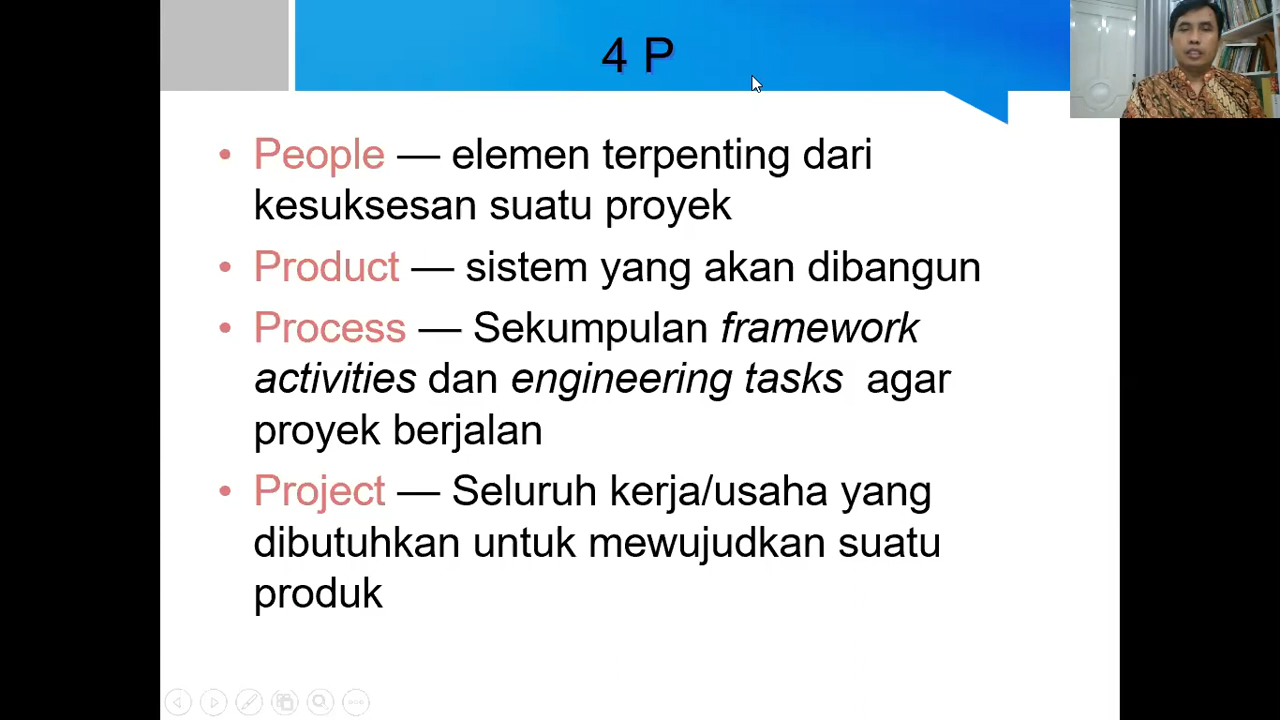 4 P
• People — elemen terpenting dari
kesuksesan suatu proyek
• Product — sistem yang akan dibangun
• Process — Sekumpulan framework
activities dan engineering tasks agar
proyek berjalan
• Project — Seluruh kerja/usaha yang
dibutuhkan untuk mewujudkan suatu
produk